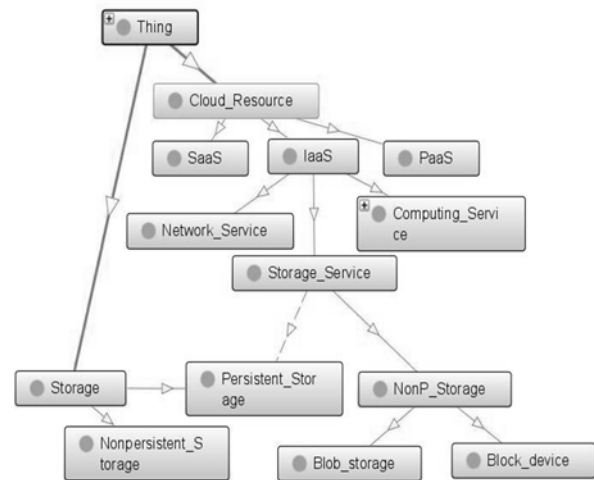 Thing
Cloud_Resource
SaaS
IaaS
PaaS
Network_Service
Computing_Servi
ce
Storage_Service
Storage
Persistent_Stor
age
NonP_Storage
Nonpersistent_S
torage
Blob_storage
Block_device